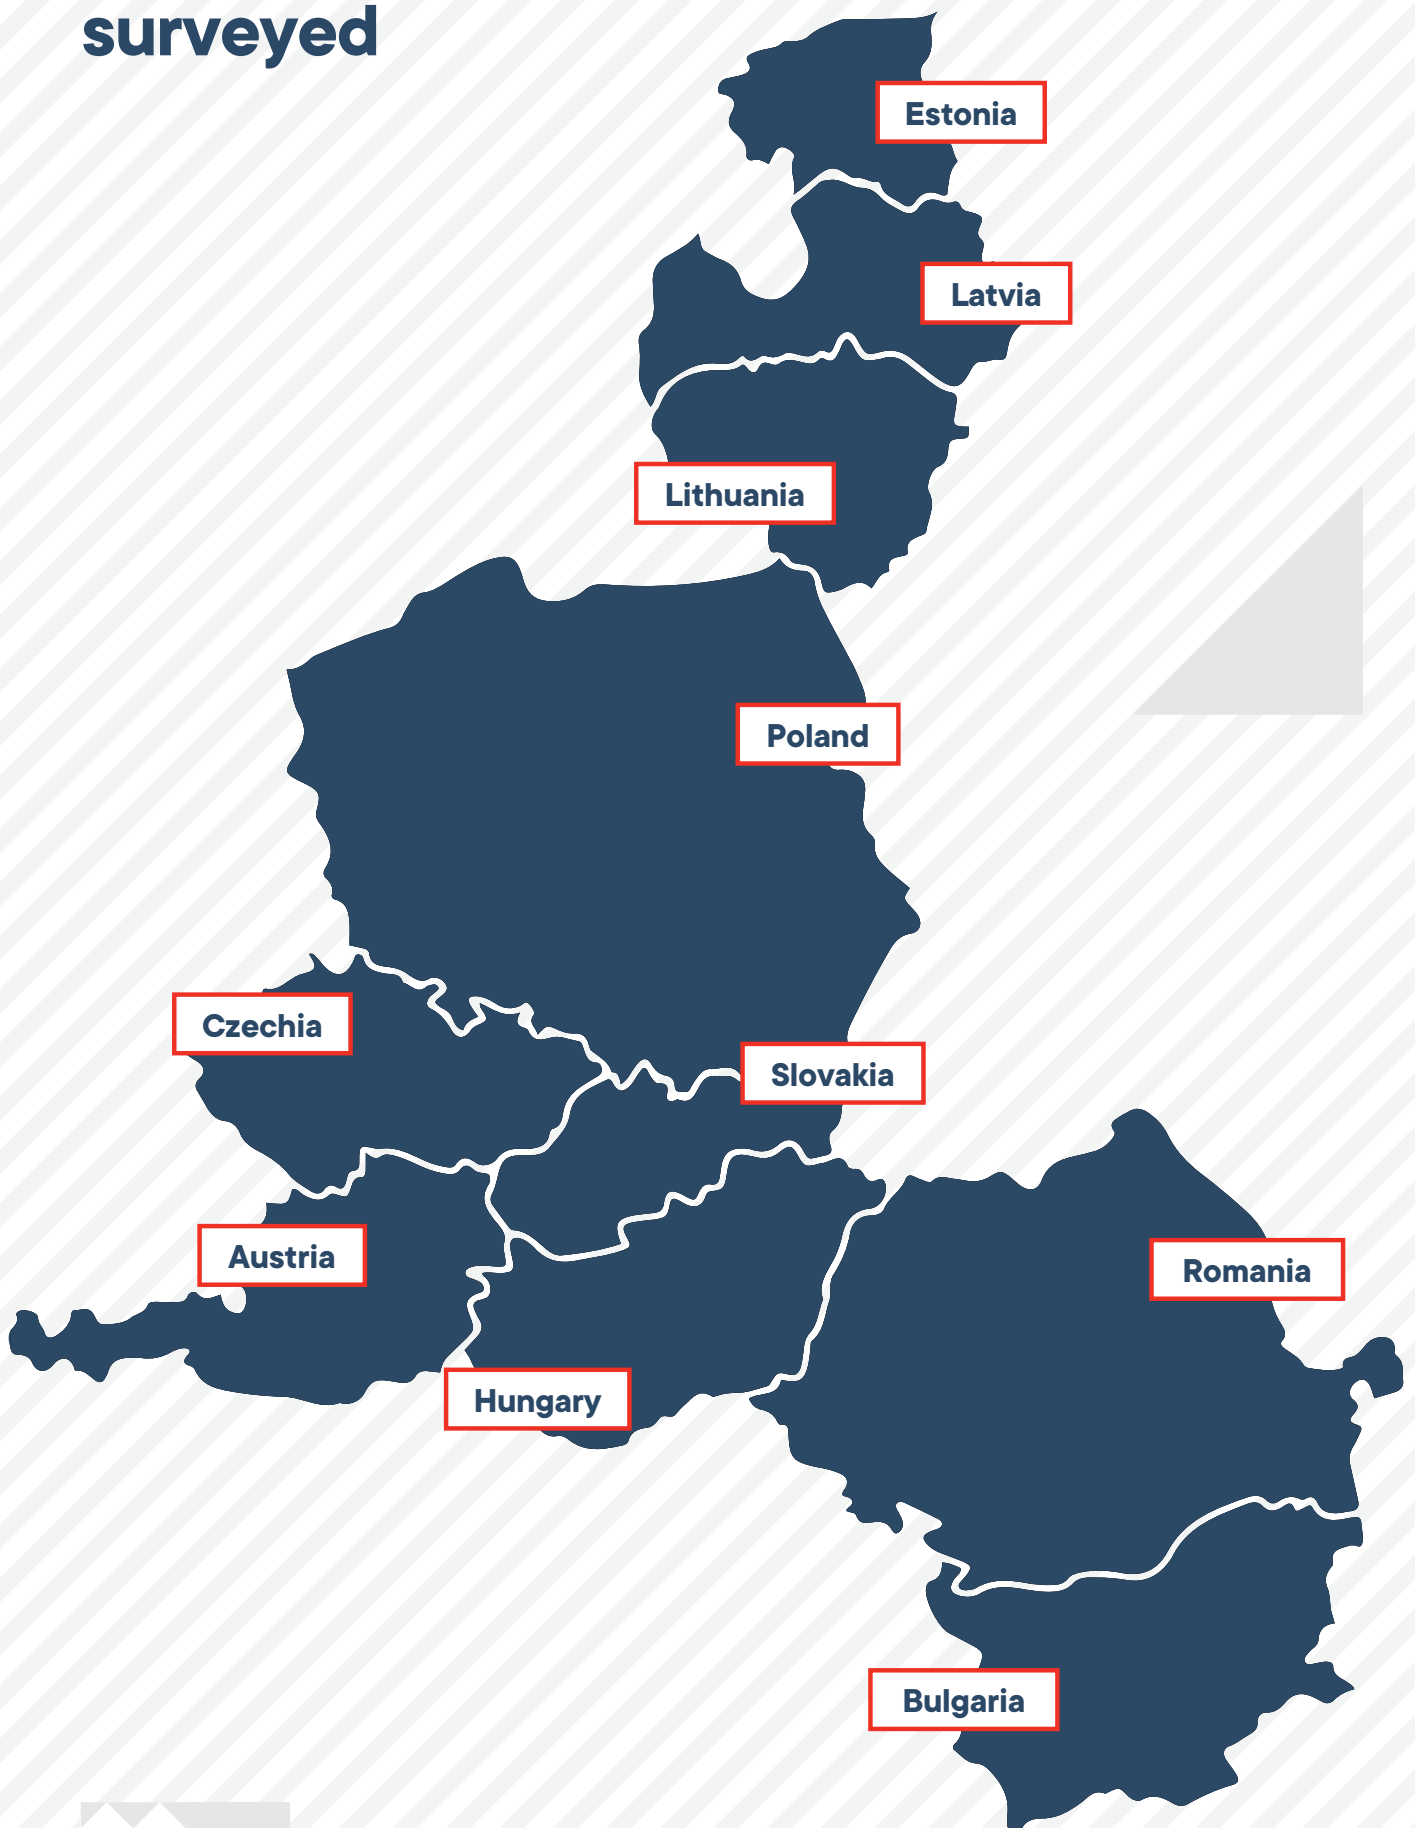 surveyed
Estonia
Latvia
Lithuania
Poland
Czechia
Slovakia
Austria
Romania
Hungary
Bulgaria